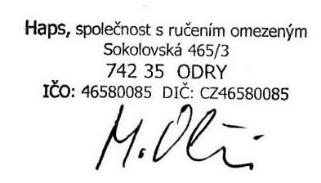 Haps, společnost s ručením omezeným
Sokolovská 465/3
742 35 ODRY
IČO: 46580085 DIČ: CZ46580085